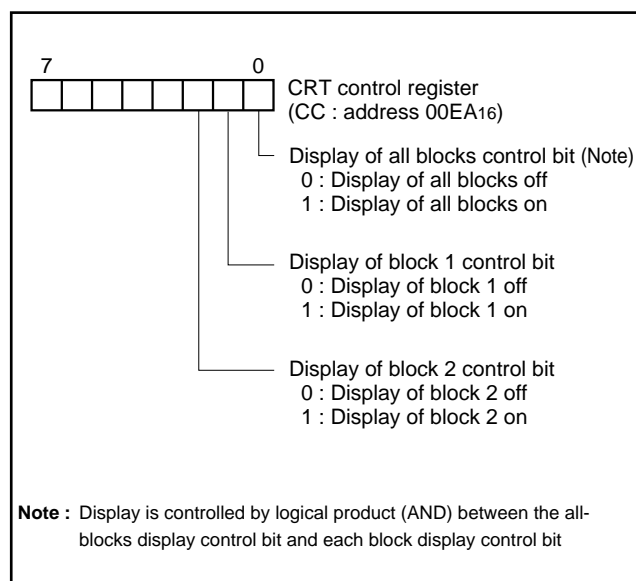 7 0
CRT control register
(CC : address 00EA16)
Display of all blocks control bit (Note)
0 : Display of all blocks off
1 : Display of all blocks on
Display of block 1 control bit
0 : Display of block 1 off
1 : Display of block 1 on
Display of block 2 control bit
0 : Display of block 2 off
1 : Display of block 2 on
Note : Display is controlled by logical product (AND) between the all-
blocks display control bit and each block display control bit